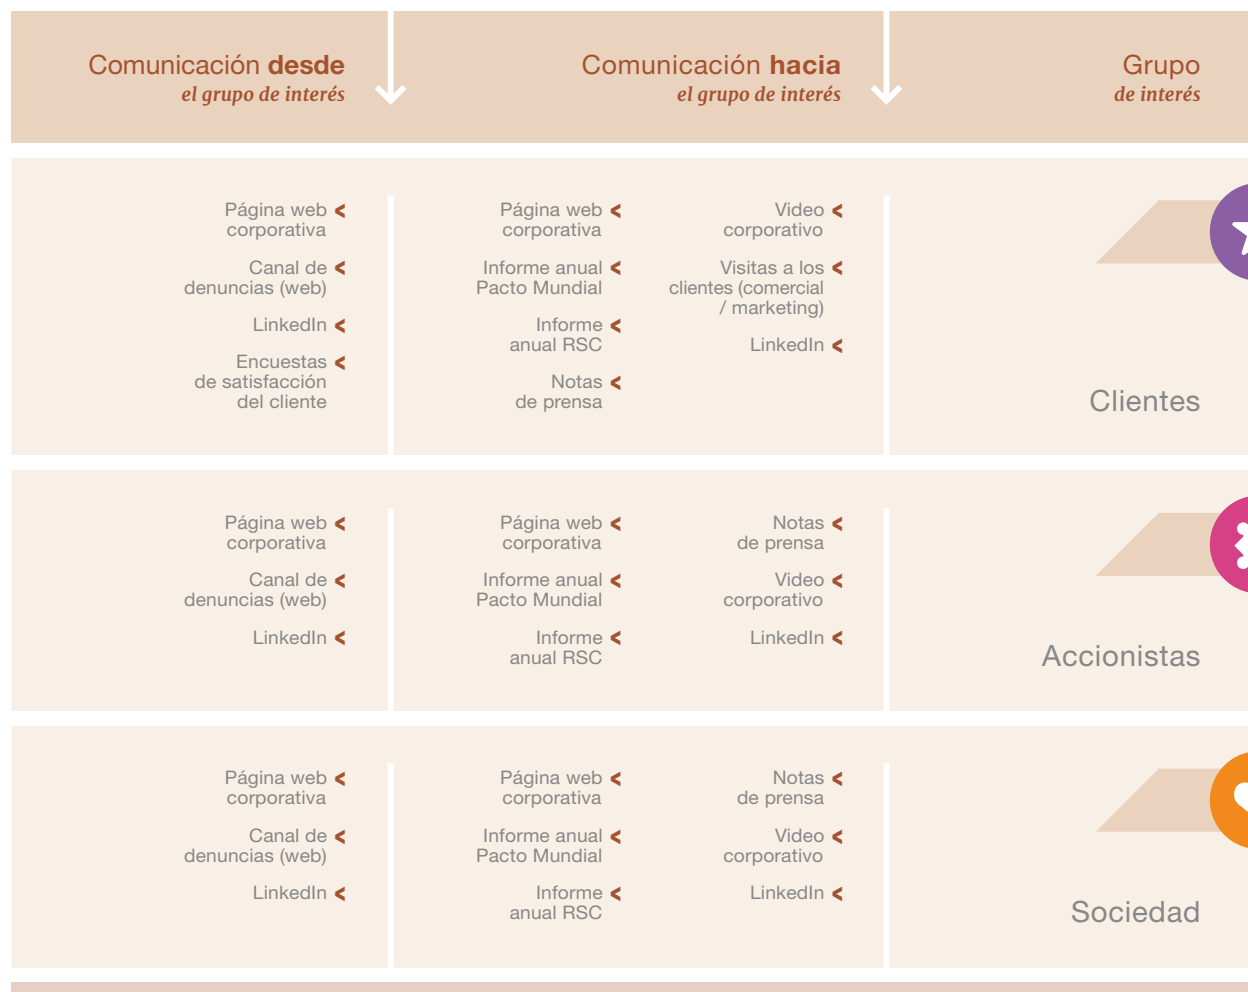 Comunicación desde
el grupo de interés
Comunicación hacia
el grupo de interés
Grupo
de interés
Página web
corporativa
Canal de
denuncias (web)
LinkedIn
Encuestas
de satisfacción
del cliente
Página web
corporativa
Informe anual
Pacto Mundial
Informe
anual RSC
Notas
de prensa
Video
corporativo
Visitas a los
clientes (comercial
/ marketing)
LinkedIn
Clientes
Página web
corporativa
Canal de
denuncias (web)
LinkedIn
Página web
corporativa
Informe anual
Pacto Mundial
Informe
anual RSC
Notas
de prensa
Video
corporativo
LinkedIn
Accionistas
Página web
corporativa
Canal de
denuncias (web)
LinkedIn
Página web
corporativa
Informe anual
Pacto Mundial
Informe
anual RSC
Notas
de prensa
Video
corporativo
LinkedIn
Sociedad